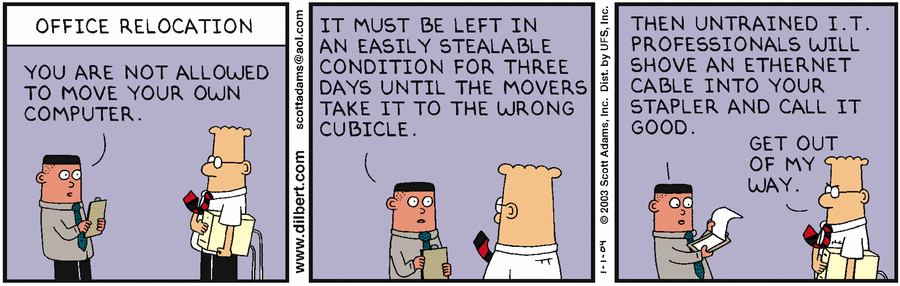 OFFICE RELOCATION
YOU ARE NOT ALLOWED
TO MOVE YOUR OWN
COMPUTER.
www.dilbert.com scottadams@aol.com
IT MUST BE LEFT IN
AN EASILY STEALABLE
CONDITION FOR THREE
DAYS UNTIL THE MOVERS
TAKE IT TO THE WRONG
CUBICLE.
1-1-04 © 2003 Scott Adams, Inc. Dist. by UFS, Inc.
THEN UNTRAINED I.T.
PROFESSIONALS WILL
SHOVE AN ETHERNET
CABLE INTO YOUR
STAPLER AND CALL IT
GOOD.
GET OUT
OF MY
WAY.